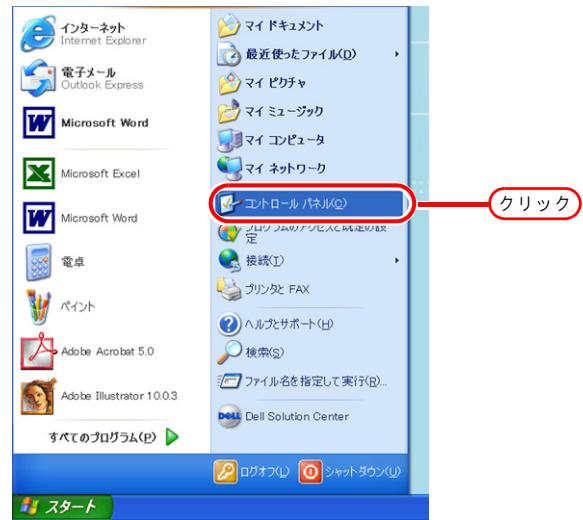 インターネット
Internet Explorer
電子メール
Outlook Express
Microsoft Word
Microsoft Excel
Microsoft Word
電卓
ペイント
Adobe Acrobat 5.0
Adobe Illustrator 10.0.3
すべてのプログラム(P)
マイ ドキュメント
最近使ったファイル(D)
マイ ピクチャ
マイ ミュージック
マイ コンピュータ
マイ ネットワーク
コントロール パネル(C)
クリック
プログラムのアクセスと既定の設
定
接続(T)
プリンタと FAX
ヘルプとサポート(H)
検索(S)
ファイル名を指定して実行(R)...
DELL
Dell Solution Center
ログオフ(L)
シャットダウン(U)
スタート